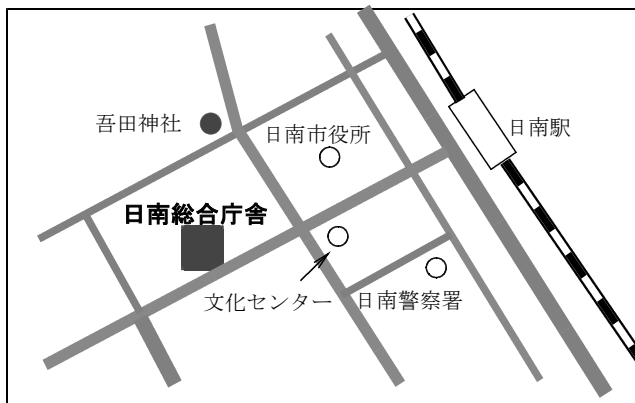 吾田神社
日南市役所
日南駅
日南総合庁舎
文化センター
日南警察署